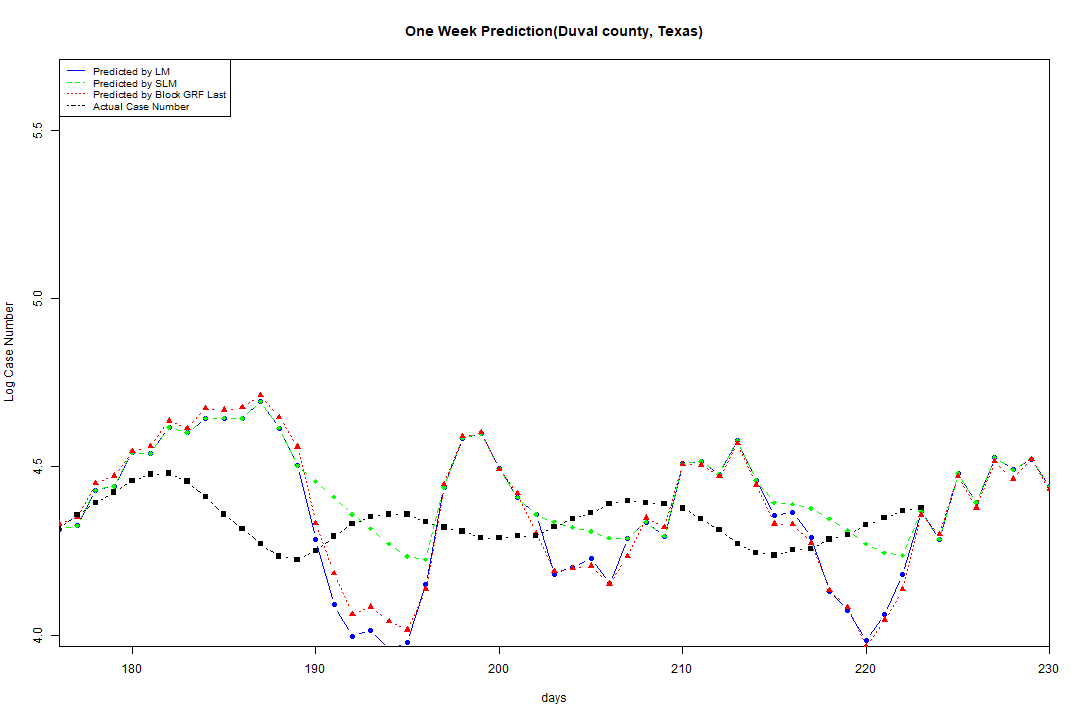 One Week Prediction(Duval county, Texas)
Predicted by LM
Predicted by SLM
Predicted by Block GRF Last
Actual Case Number
5.5
5.0
4.5
4.0
Log Case Number
180 190 200 210 220 230
days